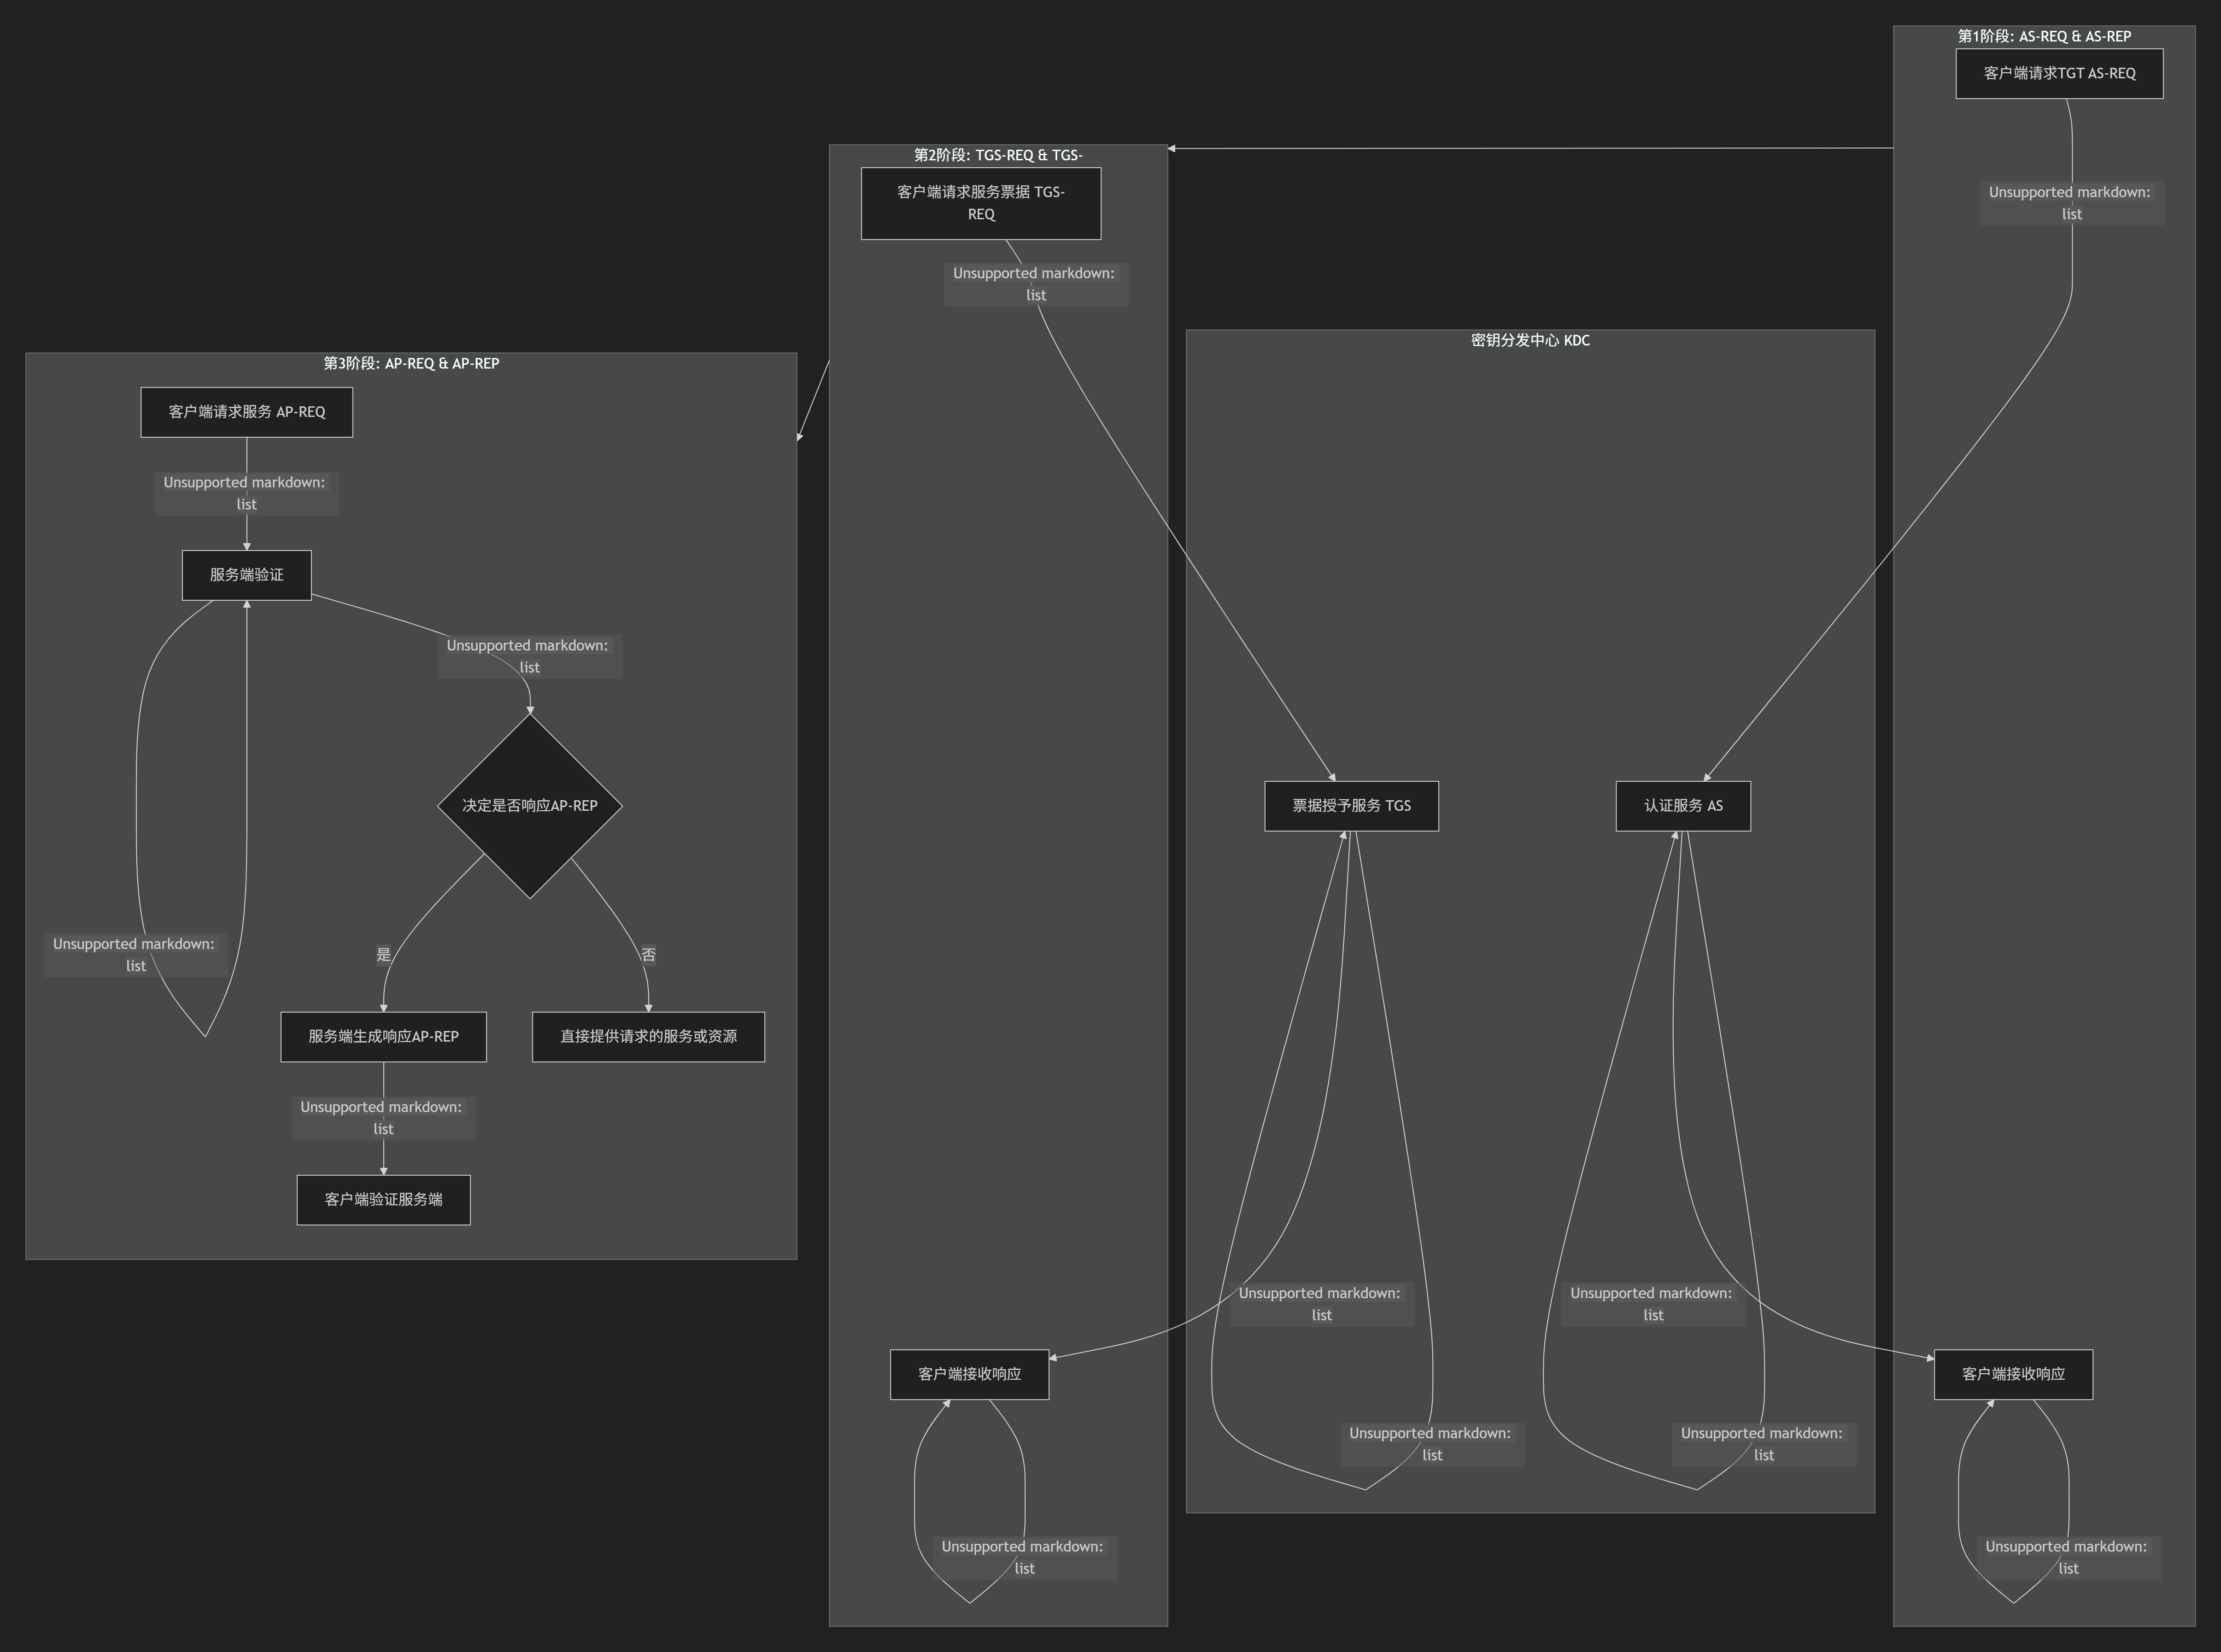 第1阶段: AS-REQ & AS-REP
客户端请求TGT AS-REQ
Unsupported markdown:
list
第2阶段: TGS-REQ & TGS-
客户端请求服务票据 TGS-
REQ
Unsupported markdown:
list
密钥分发中心 KDC
第3阶段: AP-REQ & AP-REP
客户端请求服务 AP-REQ
Unsupported markdown:
list
服务端验证
Unsupported markdown:
list
决定是否响应AP-REP
票据授予服务 TGS
认证服务 AS
Unsupported markdown:
list
是
否
服务端生成响应AP-REP
直接提供请求的服务或资源
Unsupported markdown:
list
客户端验证服务端
Unsupported markdown:
list
Unsupported markdown:
list
客户端接收响应
客户端接收响应
Unsupported markdown:
list
Unsupported markdown:
list
Unsupported markdown:
list
Unsupported markdown:
list